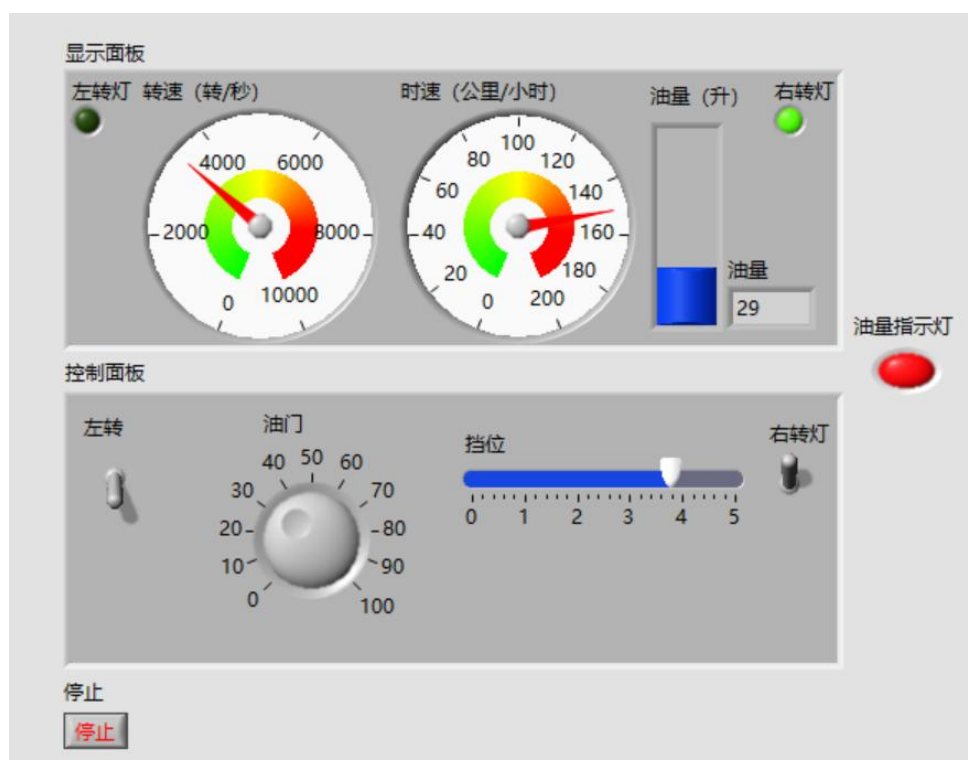 显示面板
左转灯 转速（转/秒）
时速（公里/小时）
油量（升）
右转灯
0
2000
4000
6000
8000
10000
0
20
40
60
80
100
120
140
160
180
200
油量
29
油量指示灯
控制面板
左转
油门
0
10
20
30
40
50
60
70
80
90
100
挡位
0 1 2 3 4 5
右转灯
停止
停止